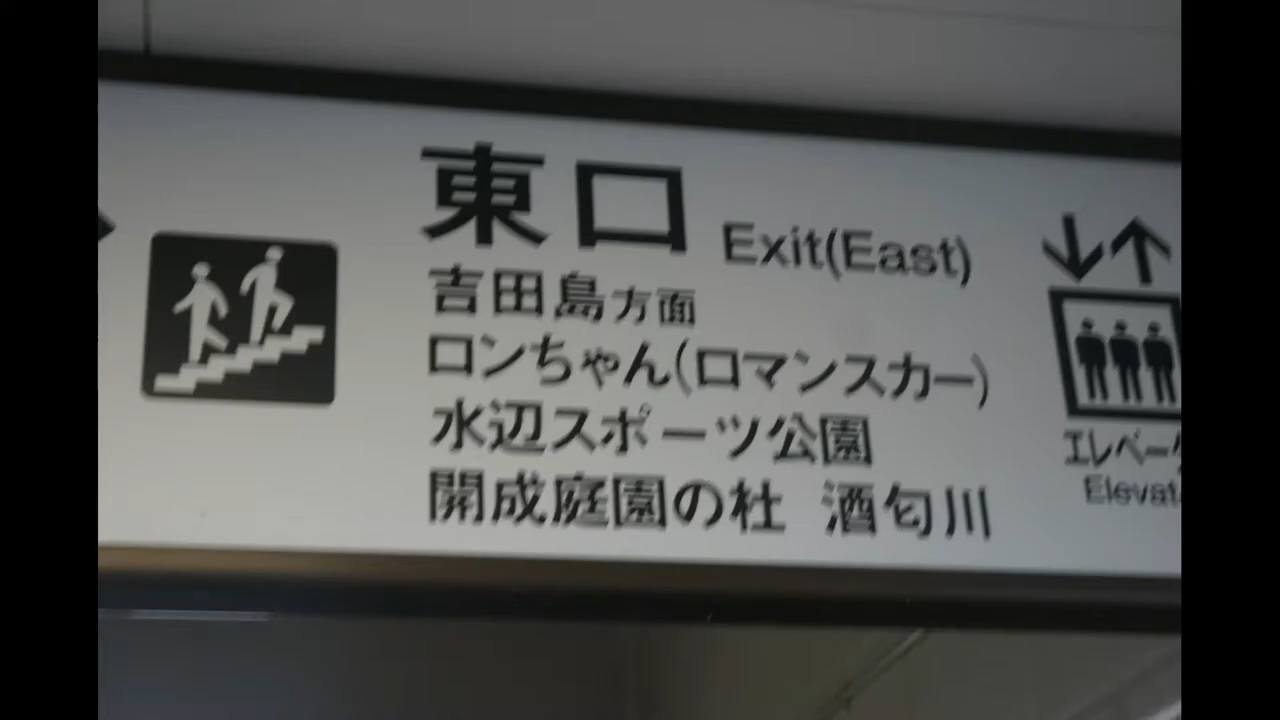 東口 Exit(East)
吉田島方面
ロンちゃん(ロマンスカー)
水辺スポーツ公園
開成庭園の杜 酒匂川
エレベー
Elevat